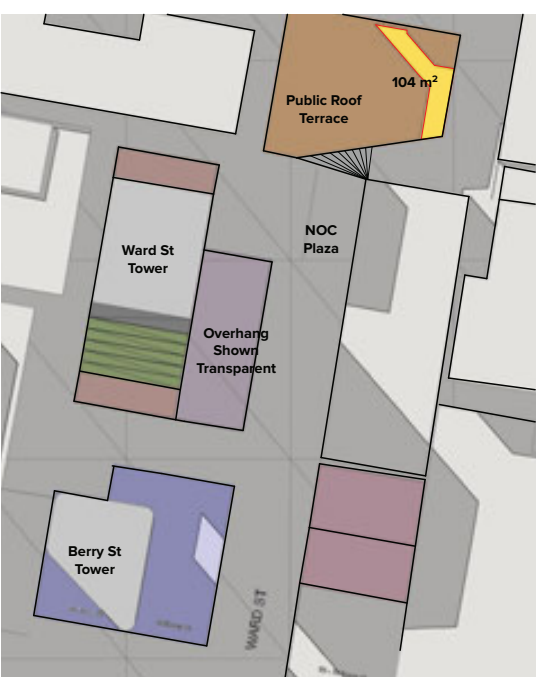 104 m²
Public Roof
Terrace
NOC
Plaza
Ward St
Tower
Overhang
Shown
Transparent
Berry St
Tower
WARD ST